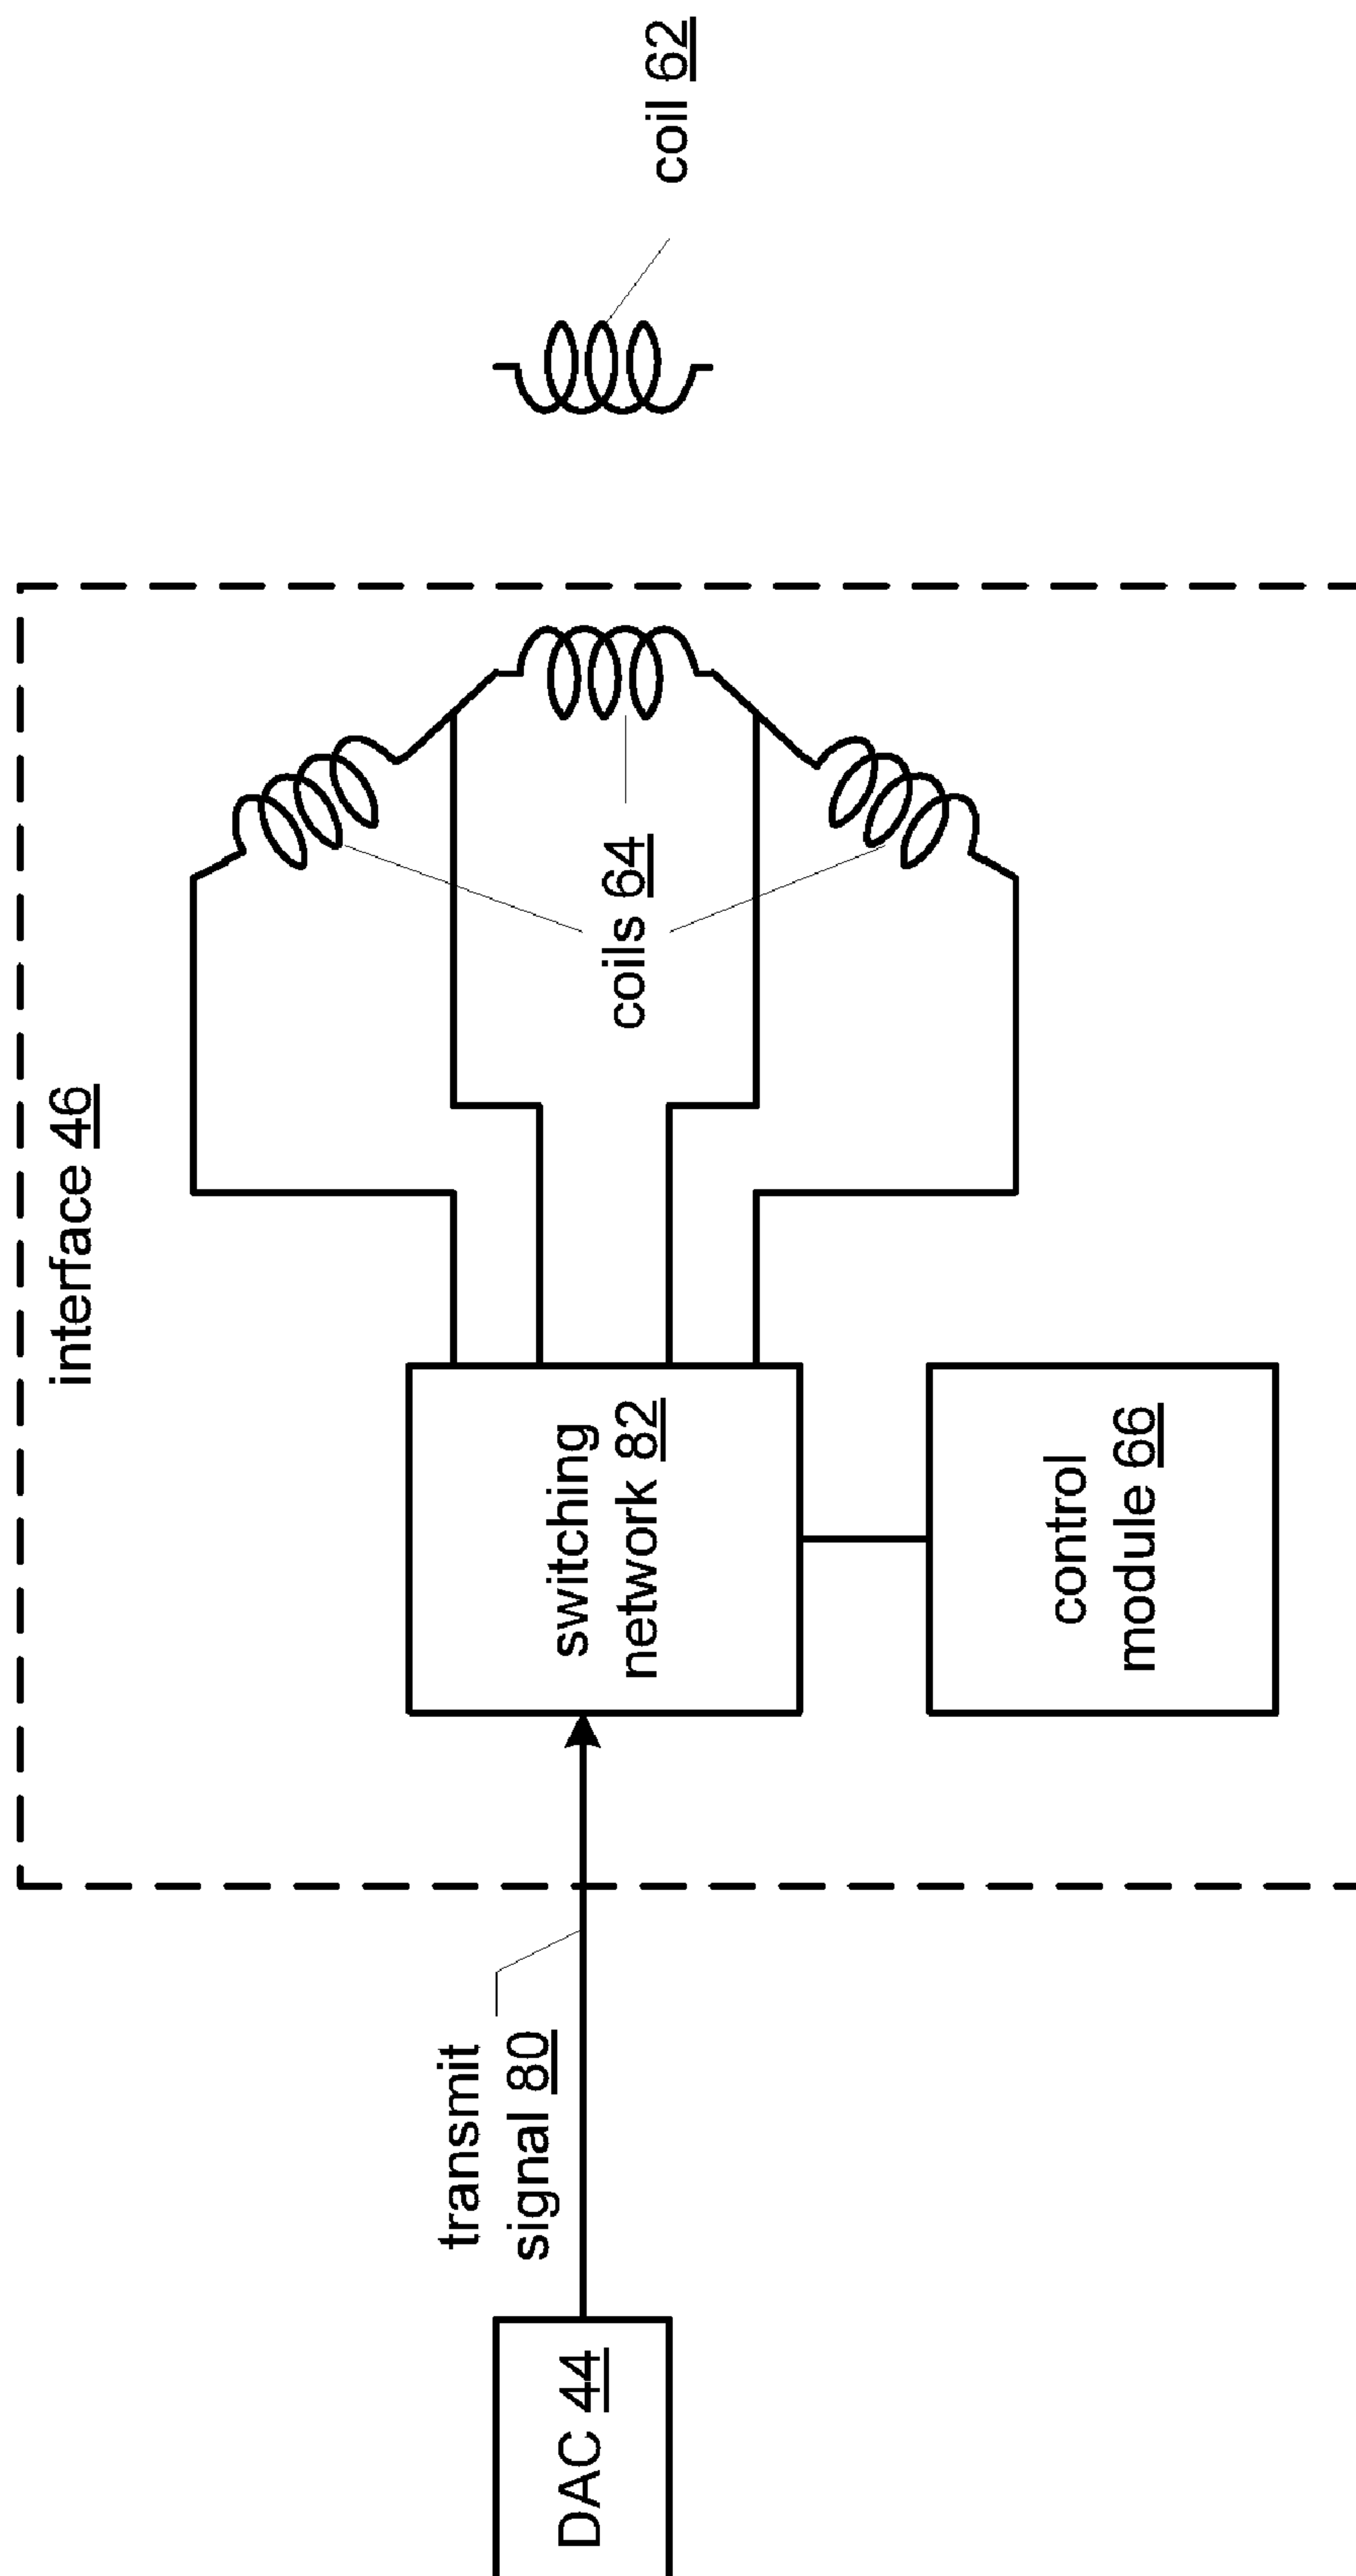 interface 46
DAC 44
transmit
signal 80
switching
network 82
control
module 66
coils 64
coil 62